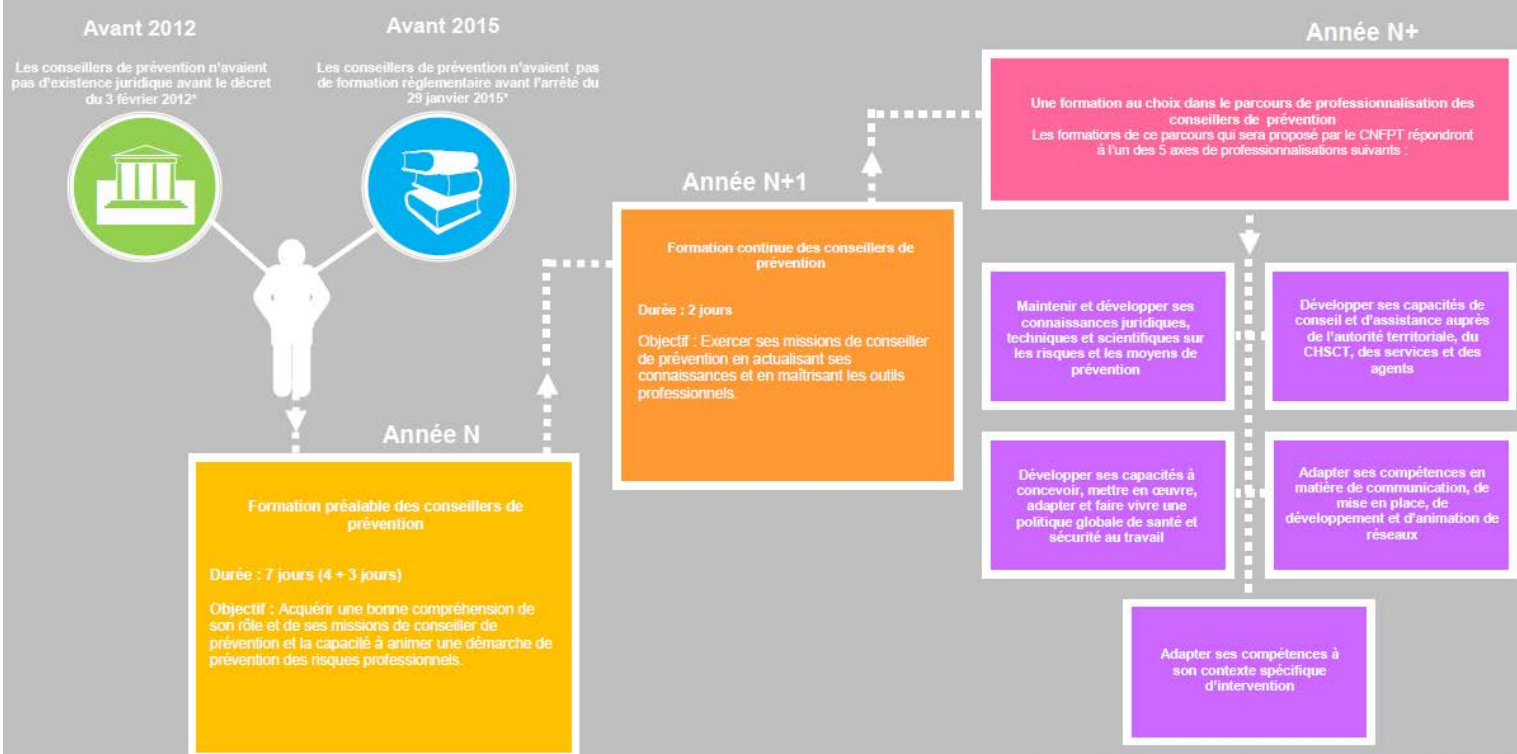 Avant 2012
Les conseillers de prévention n'avaient
pas d'existence juridique avant le décret
du 3 février 2012*
Avant 2015
Les conseillers de prévention n'avaient pas
de formation règlementaire avant l'arrêté du
29 janvier 2015*
Année N
Formation préalable des conseillers de
prévention
Durée : 7 jours (4 + 3 jours)
Objectif : Acquérir une bonne compréhension de
son rôle et de ses missions de conseiller de
prévention et la capacité à animer une démarche de
prévention des risques professionnels.
Année N+1
Formation continue des conseillers de
prévention
Durée : 2 jours
Objectif : Exercer ses missions de conseiller
de prévention en actualisant ses
connaissances et en maîtrisant les outils
professionnels.
Année N+
Une formation au choix dans le parcours de professionnalisation des
conseillers de prévention
Les formations de ce parcours qui sera proposé par le CNFPT répondront
à l'un des 5 axes de professionnalisations suivants :
Maintenir et développer ses
connaissances juridiques,
techniques et scientifiques sur
les risques et les moyens de
prévention
Développer ses capacités de
conseil et d'assistance auprès
de l'autorité territoriale, du
CHSCT, des services et des
agents
Développer ses capacités à
concevoir, mettre en œuvre,
adapter et faire vivre une
politique globale de santé et
sécurité au travail
Adapter ses compétences en
matière de communication, de
mise en place, de
développement et d'animation de
réseaux
Adapter ses compétences à
son contexte spécifique
d'intervention